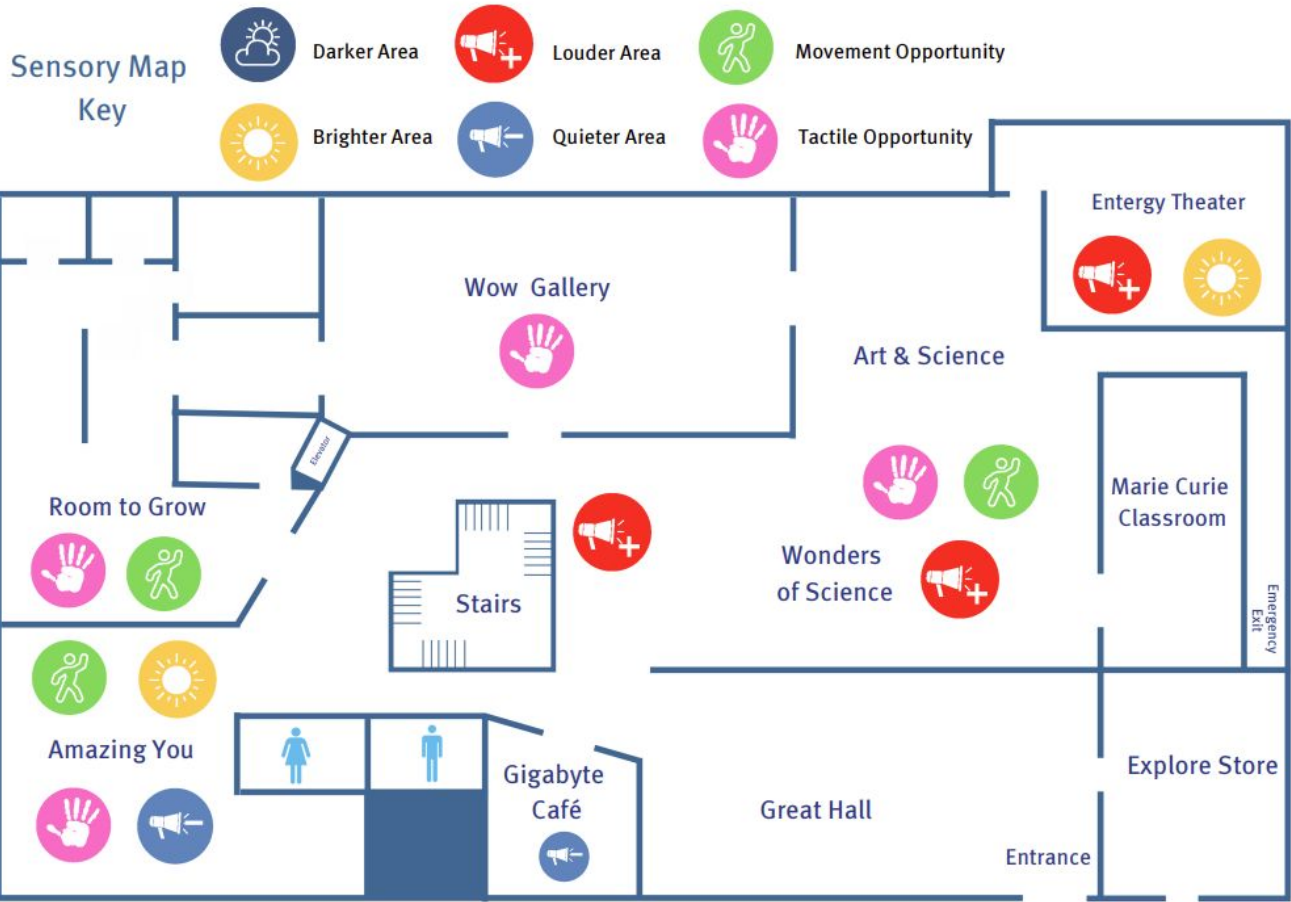 Sensory Map
Key
Darker Area
Louder Area
Movement Opportunity
Brighter Area
Quieter Area
Tactile Opportunity
Entergy Theater
Wow Gallery
Art & Science
Elevator
Room to Grow
Marie Curie
Classroom
Wonders
of Science
Stairs
Emergency
Exit
Amazing You
Gigabyte
Café
Great Hall
Explore Store
Entrance